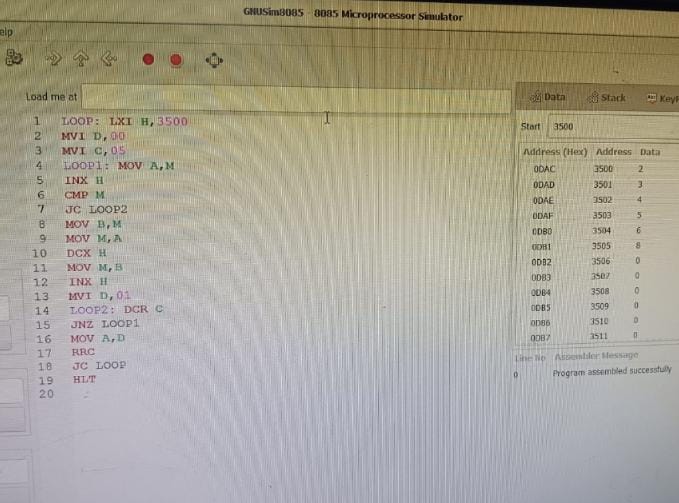 GNUSim8085 - 8085 Microprocessor Simulator
elp
Load me at
1 LOOP: LXI H,3500
2 MVI D,00
3 MVI C,05
4 LOOP1: MOV A,M
5 INX H
6 CMP M
7 JC LOOP2
8 MOV B,M
9 MOV M,A
10 DCX H
11 MOV M,B
12 INX H
13 MVI D,01
14 LOOP2: DCR C
15 JNZ LOOP1
16 MOV A,D
17 RRC
18 JC LOOP
19 HLT
20
Data Stack
Start 3500
Address (Hex) Address Data
0DAC 3500 2
0DAD 3501 3
0DAE 3502 4
0DAF 3503 5
0DB0 3504 6
0DB1 3505 8
0DB2 3506 0
0DB3 3507 0
0DB4 3508 0
0DB5 3509 0
0DB6 3510 0
0DB7 3511 0
Line No Assembler Message
0 Program assembled successfully